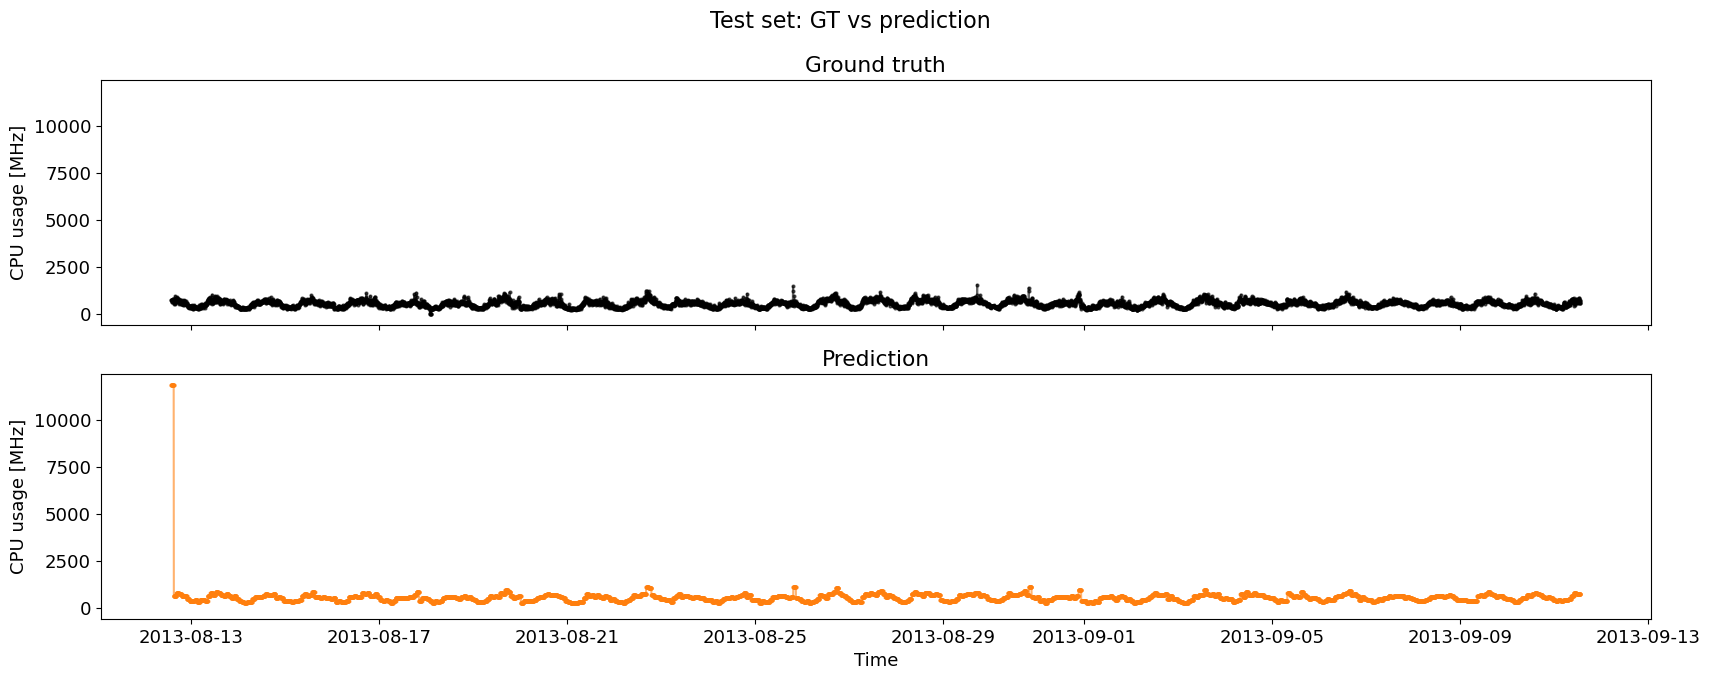 Test set: GT vs prediction
Ground truth
CPU usage [MHz]
10000
7500
5000
2500
0
Prediction
CPU usage [MHz]
10000
7500
5000
2500
0
2013-08-13 2013-08-17 2013-08-21 2013-08-25 2013-08-29 2013-09-01 2013-09-05 2013-09-09 2013-09-13
Time